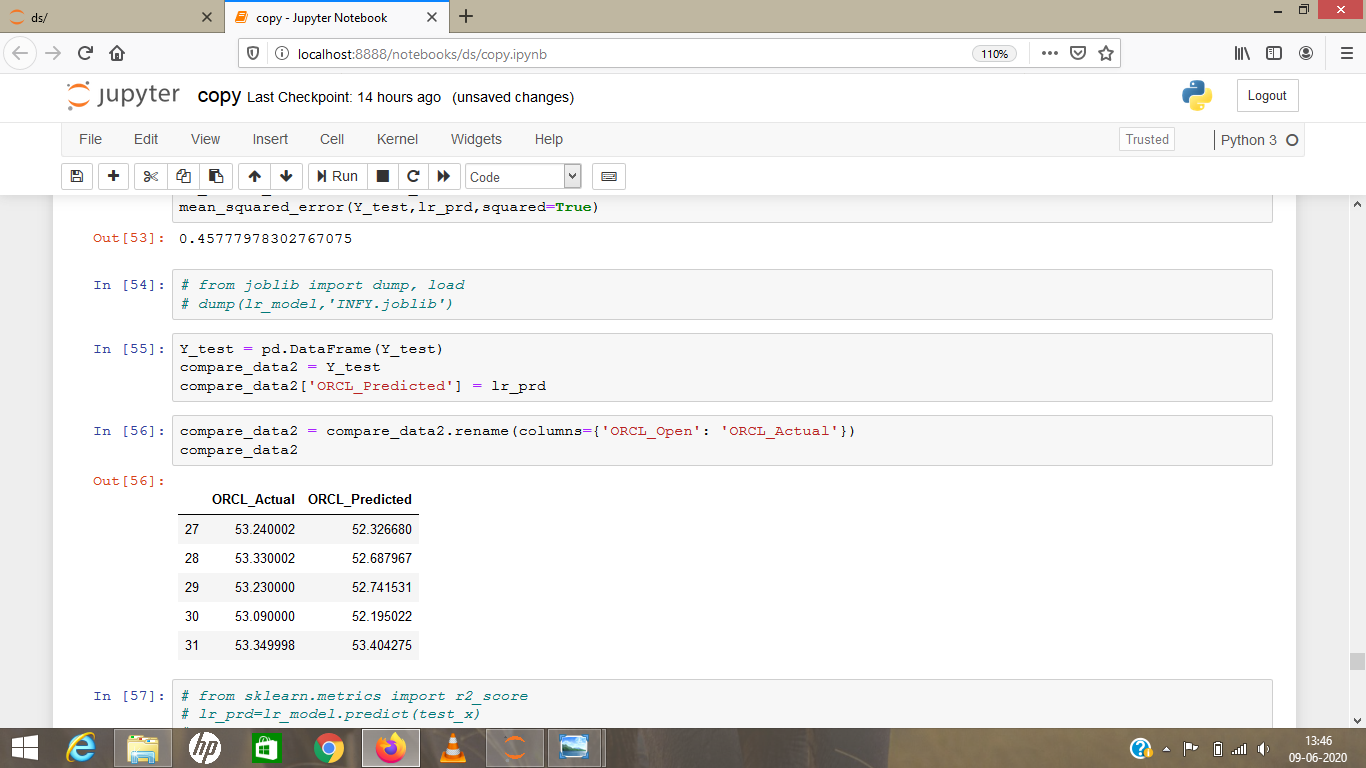 ds/
copy - Jupyter Notebook
localhost:8888/notebooks/ds/copy.ipynb
110%
jupyter copy Last Checkpoint: 14 hours ago (unsaved changes)
Logout
File Edit View Insert Cell Kernel Widgets Help
Trusted
Python 3
Run
Code
mean_squared_error(Y_test,lr_prd,squared=True)
Out[53]: 0.45777978302767075
In [54]: # from joblib import dump, load
# dump(lr_model,'INFY.joblib')
In [55]: Y_test = pd.DataFrame(Y_test)
compare_data2 = Y_test
compare_data2['ORCL_Predicted'] = lr_prd
In [56]: compare_data2 = compare_data2.rename(columns={'ORCL_Open': 'ORCL_Actual'})
compare_data2
Out[56]:
ORCL_Actual ORCL_Predicted
27 53.240002 52.326680
28 53.330002 52.687967
29 53.230000 52.741531
30 53.090000 52.195022
31 53.349998 53.404275
In [57]: # from sklearn.metrics import r2_score
# lr_prd=lr_model.predict(test_x)
hp
13:46
09-06-2020